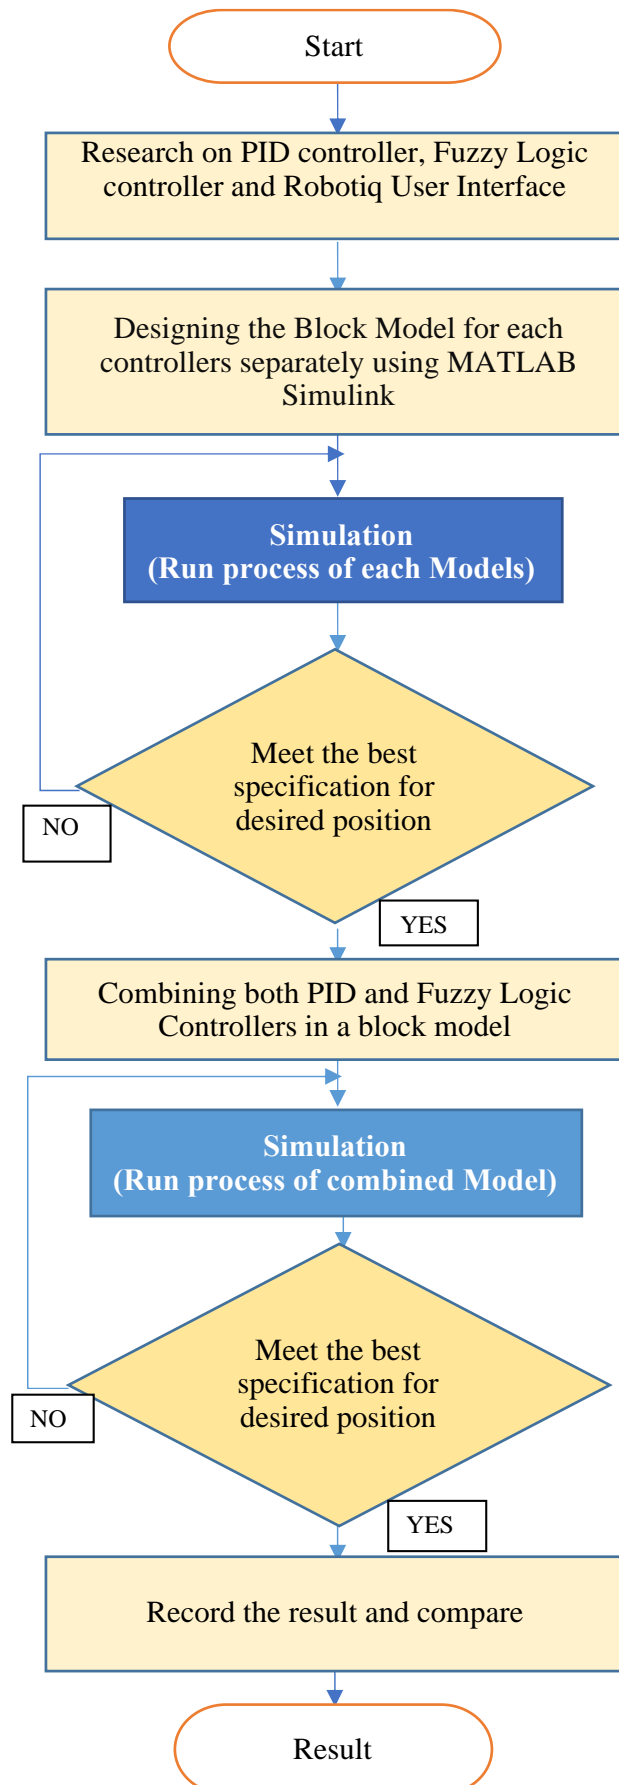 Start
Research on PID controller, Fuzzy Logic
controller and Robotiq User Interface
Designing the Block Model for each
controllers separately using MATLAB
Simulink
Simulation
(Run process of each Models)
Meet the best
specification for
desired position
NO
YES
Combining both PID and Fuzzy Logic
Controllers in a block model
Simulation
(Run process of combined Model)
Meet the best
specification for
desired position
NO
YES
Record the result and compare
Result